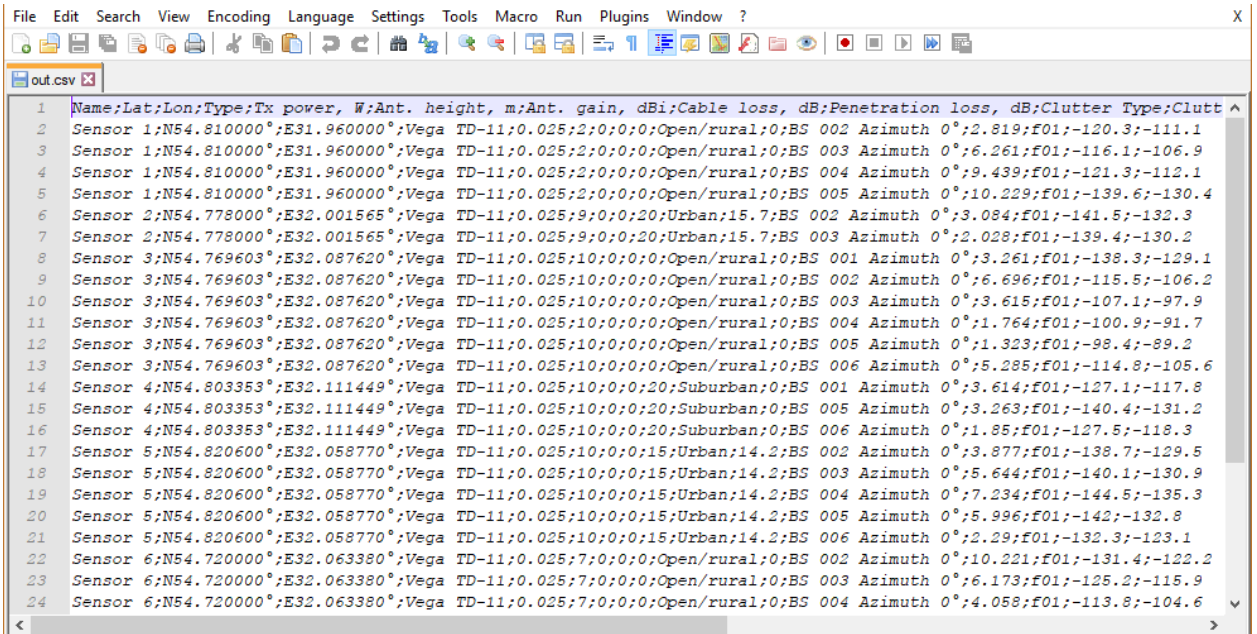 File Edit Search View Encoding Language Settings Tools Macro Run Plugins Window ? X
out.csv
1 Name;Lat;Lon;Type;Tx power, W;Ant. height, m;Ant. gain, dBi;Cable loss, dB;Penetration loss, dB;Clutter Type;Clutt
2 Sensor 1;N54.810000°;E31.960000°;Vega TD-11;0.025;2;0;0;0;Open/rural;0;BS 002 Azimuth 0°;2.819;f01;-120.3;-111.1
3 Sensor 1;N54.810000°;E31.960000°;Vega TD-11;0.025;2;0;0;0;Open/rural;0;BS 003 Azimuth 0°;6.261;f01;-116.1;-106.9
4 Sensor 1;N54.810000°;E31.960000°;Vega TD-11;0.025;2;0;0;0;Open/rural;0;BS 004 Azimuth 0°;9.439;f01;-121.3;-112.1
5 Sensor 1;N54.810000°;E31.960000°;Vega TD-11;0.025;2;0;0;0;Open/rural;0;BS 005 Azimuth 0°;10.229;f01;-139.6;-130.4
6 Sensor 2;N54.778000°;E32.001565°;Vega TD-11;0.025;9;0;0;20;Urban;15.7;BS 002 Azimuth 0°;3.084;f01;-141.5;-132.3
7 Sensor 2;N54.778000°;E32.001565°;Vega TD-11;0.025;9;0;0;20;Urban;15.7;BS 003 Azimuth 0°;2.028;f01;-139.4;-130.2
8 Sensor 3;N54.769603°;E32.087620°;Vega TD-11;0.025;10;0;0;0;Open/rural;0;BS 001 Azimuth 0°;3.261;f01;-138.3;-129.1
9 Sensor 3;N54.769603°;E32.087620°;Vega TD-11;0.025;10;0;0;0;Open/rural;0;BS 002 Azimuth 0°;6.696;f01;-115.5;-106.2
10 Sensor 3;N54.769603°;E32.087620°;Vega TD-11;0.025;10;0;0;0;Open/rural;0;BS 003 Azimuth 0°;3.615;f01;-107.1;-97.9
11 Sensor 3;N54.769603°;E32.087620°;Vega TD-11;0.025;10;0;0;0;Open/rural;0;BS 004 Azimuth 0°;1.764;f01;-100.9;-91.7
12 Sensor 3;N54.769603°;E32.087620°;Vega TD-11;0.025;10;0;0;0;Open/rural;0;BS 005 Azimuth 0°;1.323;f01;-98.4;-89.2
13 Sensor 3;N54.769603°;E32.087620°;Vega TD-11;0.025;10;0;0;0;Open/rural;0;BS 006 Azimuth 0°;5.285;f01;-114.8;-105.6
14 Sensor 4;N54.803353°;E32.111449°;Vega TD-11;0.025;10;0;0;20;Suburban;0;BS 001 Azimuth 0°;3.614;f01;-127.1;-117.8
15 Sensor 4;N54.803353°;E32.111449°;Vega TD-11;0.025;10;0;0;20;Suburban;0;BS 005 Azimuth 0°;3.263;f01;-140.4;-131.2
16 Sensor 4;N54.803353°;E32.111449°;Vega TD-11;0.025;10;0;0;20;Suburban;0;BS 006 Azimuth 0°;1.85;f01;-127.5;-118.3
17 Sensor 5;N54.820600°;E32.058770°;Vega TD-11;0.025;10;0;0;15;Urban;14.2;BS 002 Azimuth 0°;3.877;f01;-138.7;-129.5
18 Sensor 5;N54.820600°;E32.058770°;Vega TD-11;0.025;10;0;0;15;Urban;14.2;BS 003 Azimuth 0°;5.644;f01;-140.1;-130.9
19 Sensor 5;N54.820600°;E32.058770°;Vega TD-11;0.025;10;0;0;15;Urban;14.2;BS 004 Azimuth 0°;7.234;f01;-144.5;-135.3
20 Sensor 5;N54.820600°;E32.058770°;Vega TD-11;0.025;10;0;0;15;Urban;14.2;BS 005 Azimuth 0°;5.996;f01;-142;-132.8
21 Sensor 5;N54.820600°;E32.058770°;Vega TD-11;0.025;10;0;0;15;Urban;14.2;BS 006 Azimuth 0°;2.29;f01;-132.3;-123.1
22 Sensor 6;N54.720000°;E32.063380°;Vega TD-11;0.025;7;0;0;0;Open/rural;0;BS 002 Azimuth 0°;10.221;f01;-131.4;-122.2
23 Sensor 6;N54.720000°;E32.063380°;Vega TD-11;0.025;7;0;0;0;Open/rural;0;BS 003 Azimuth 0°;6.173;f01;-125.2;-115.9
24 Sensor 6;N54.720000°;E32.063380°;Vega TD-11;0.025;7;0;0;0;Open/rural;0;BS 004 Azimuth 0°;4.058;f01;-113.8;-104.6